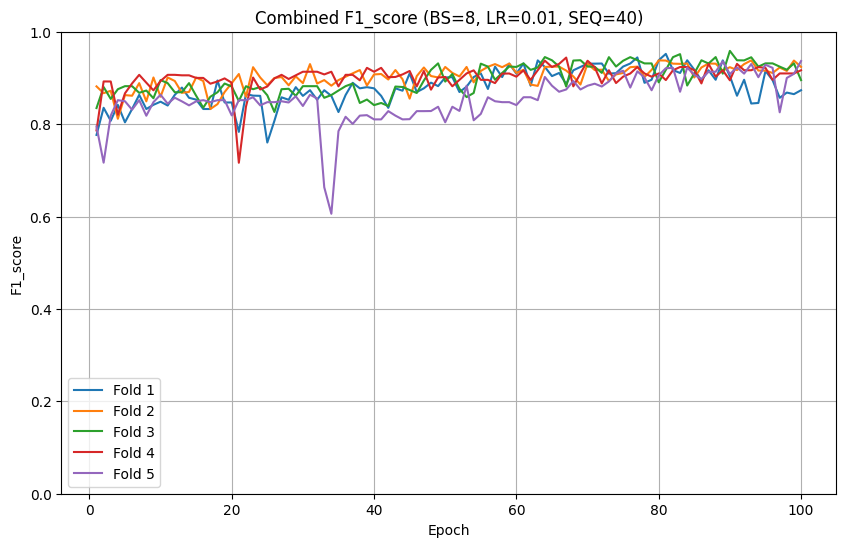 Combined F1_score (BS=8, LR=0.01, SEQ=40)
1.0
0.8
0.6
0.4
0.2
0.0
F1_score
Fold 1
Fold 2
Fold 3
Fold 4
Fold 5
0 20 40 60 80 100
Epoch